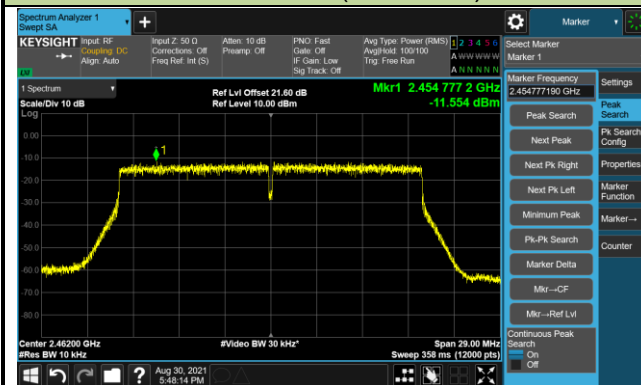 Spectrum Analyzer 1
Swept SA
Marker
KEYSIGHT
Input: RF
Coupling: DC
Align: Auto
Input Z: 50 Ω
Corrections: Off
Freq Ref: Int (S)
Atten: 10 dB
Preamp: Off
PNO: Fast
Gate: Off
IF Gain: Low
Sig Track: Off
Avg Type: Power (RMS)
Avg|Hold: 100/100
Trig: Free Run
1 2 3 4 5 6
A W W W W W
A N N N N N
Select Marker
Marker 1
1 Spectrum
Scale/Div 10 dB
Log
Ref Lvl Offset 21.60 dB
Ref Level 10.00 dBm
Mkr1 2.454 777 2 GHz
-11.554 dBm
0.00
-10.0
-20.0
-30.0
-40.0
-50.0
-60.0
-70.0
-80.0
1
Center 2.46200 GHz
#Res BW 10 kHz
#Video BW 30 kHz*
Span 29.00 MHz
Sweep 358 ms (12000 pts)
Marker Frequency
2.454777190 GHz
Peak Search
Next Peak
Next Pk Right
Next Pk Left
Minimum Peak
Pk-Pk Search
Marker Delta
Mkr→CF
Mkr→Ref Lvl
Continuous Peak
Search
On
Off
Settings
Peak
Search
Pk Search
Config
Properties
Marker
Function
Marker→
Counter
Aug 30, 2021
5:48:14 PM